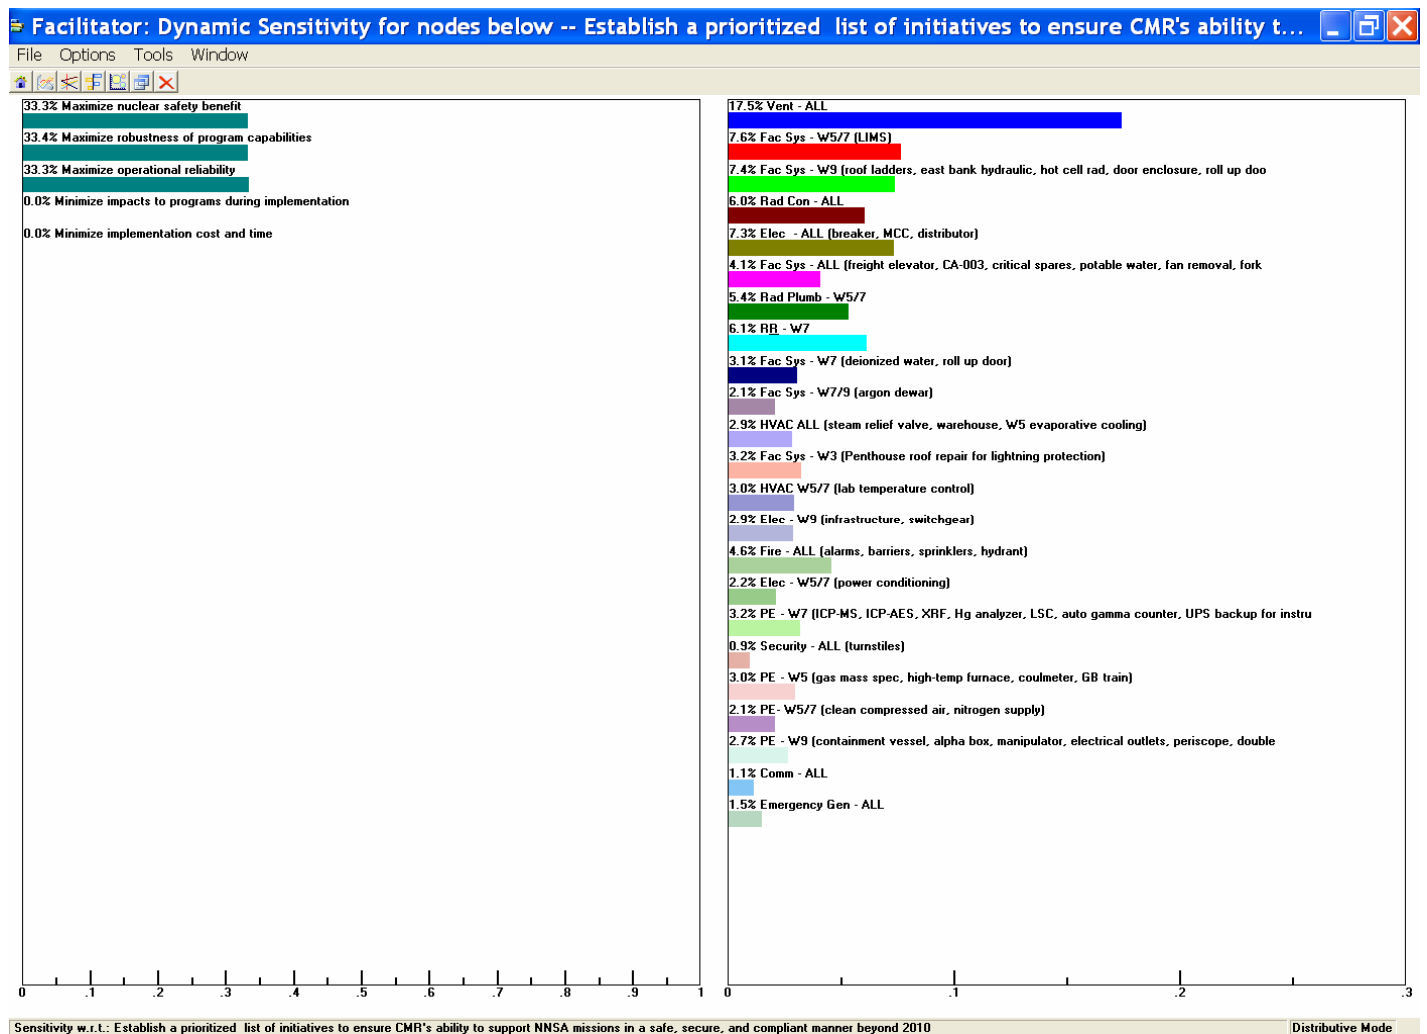 Facilitator: Dynamic Sensitivity for nodes below -- Establish a prioritized list of initiatives to ensure CMR's ability t...
File Options Tools Window
33.3% Maximize nuclear safety benefit
33.4% Maximize robustness of program capabilities
33.3% Maximize operational reliability
0.0% Minimize impacts to programs during implementation
0.0% Minimize implementation cost and time
0 .1 .2 .3 .4 .5 .6 .7 .8 .9 1
17.5% Vent - ALL
7.6% Fac Sys - W5/7 (LIMS)
7.4% Fac Sys - W9 (roof ladders, east bank hydraulic, hot cell rad, door enclosure, roll up doo
6.0% Rad Con - ALL
7.3% Elec - ALL (breaker, MCC, distributor)
4.1% Fac Sys - ALL (freight elevator, CA-003, critical spares, potable water, fan removal, fork
5.4% Rad Plumb - W5/7
6.1% RR - W7
3.1% Fac Sys - W7 (deionized water, roll up door)
2.1% Fac Sys - W7/9 (argon dewar)
2.9% HVAC ALL (steam relief valve, warehouse, W5 evaporative cooling)
3.2% Fac Sys - W3 (Penthouse roof repair for lightning protection)
3.0% HVAC W5/7 (lab temperature control)
2.9% Elec - W9 (infrastructure, switchgear)
4.6% Fire - ALL (alarms, barriers, sprinklers, hydrant)
2.2% Elec - W5/7 (power conditioning)
3.2% PE - W7 (ICP-MS, ICP-AES, XRF, Hg analyzer, LSC, auto gamma counter, UPS backup for instru
0.9% Security - ALL (turnstiles)
3.0% PE - W5 (gas mass spec, high-temp furnace, coulmeter, GB train)
2.1% PE- W5/7 (clean compressed air, nitrogen supply)
2.7% PE - W9 (containment vessel, alpha box, manipulator, electrical outlets, periscope, double
1.1% Comm - ALL
1.5% Emergency Gen - ALL
0 .1 .2 .3
Sensitivity w.r.t.: Establish a prioritized list of initiatives to ensure CMR's ability to support NNSA missions in a safe, secure, and compliant manner beyond 2010
Distributive Mode